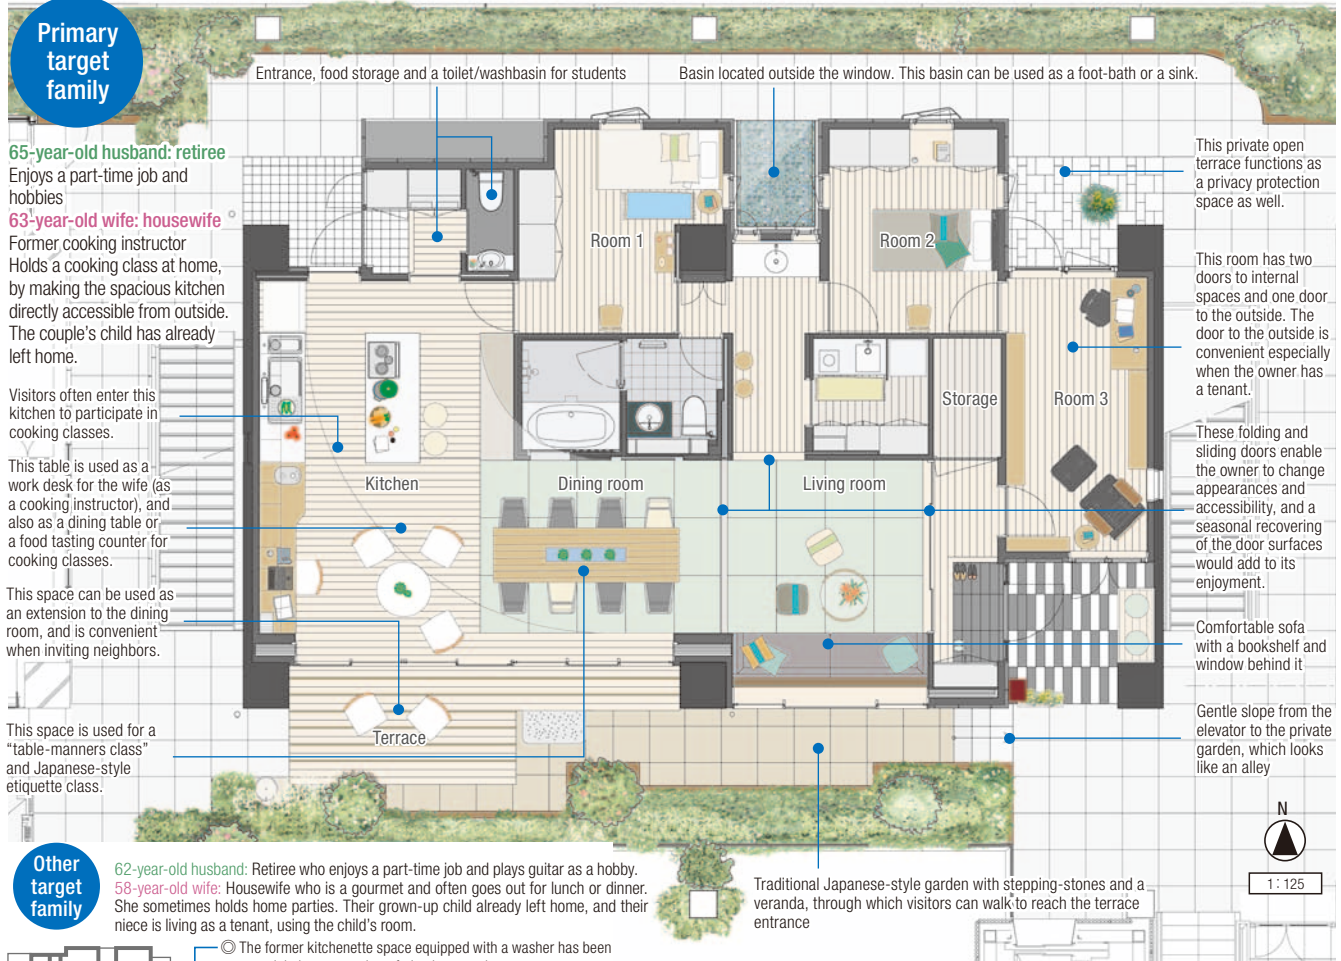 Primary
target
family
Entrance, food storage and a toilet/washbasin for students
Basin located outside the window. This basin can be used as a foot-bath or a sink.
65-year-old husband: retiree
Enjoys a part-time job and
hobbies
63-year-old wife: housewife
Former cooking instructor
Holds a cooking class at home,
by making the spacious kitchen
directly accessible from outside.
The couple's child has already
left home.
Visitors often enter this
kitchen to participate in
cooking classes.
This table is used as a
work desk for the wife (as
a cooking instructor), and
also as a dining table or
a food tasting counter for
cooking classes.
This space can be used as
an extension to the dining
room, and is convenient
when inviting neighbors.
This space is used for a
“table-manners class”
and Japanese-style
etiquette class.
Room 1
Room 2
Storage
Room 3
Kitchen
Dining room
Living room
Terrace
This private open
terrace functions as
a privacy protection
space as well.
This room has two
doors to internal
spaces and one door
to the outside. The
door to the outside is
convenient especially
when the owner has
a tenant.
These folding and
sliding doors enable
the owner to change
appearances and
accessibility, and a
seasonal recovering
of the door surfaces
would add to its
enjoyment.
Comfortable sofa
with a bookshelf and
window behind it
Gentle slope from the
elevator to the private
garden, which looks
like an alley
N
1:125
Traditional Japanese-style garden with stepping-stones and a
veranda, through which visitors can walk to reach the terrace
entrance
Other
target
family
62-year-old husband: Retiree who enjoys a part-time job and plays guitar as a hobby.
58-year-old wife: Housewife who is a gourmet and often goes out for lunch or dinner.
She sometimes holds home parties. Their grown-up child already left home, and their
niece is living as a tenant, using the child's room.
◎ The former kitchenette space equipped with a washer has been